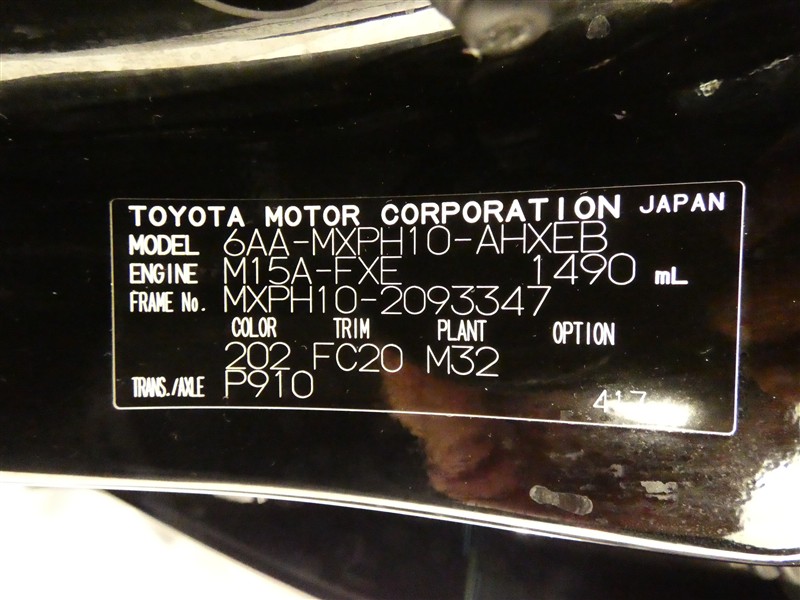 TOYOTA MOTOR CORPORATION JAPAN
MODEL 6AA-MXPH10-AHXEB
ENGINE M15A-FXE 1490 mL
FRAME No. MXPH10-2093347
COLOR TRIM PLANT OPTION
202 FC20 M32
TRANS./AXLE P910
417